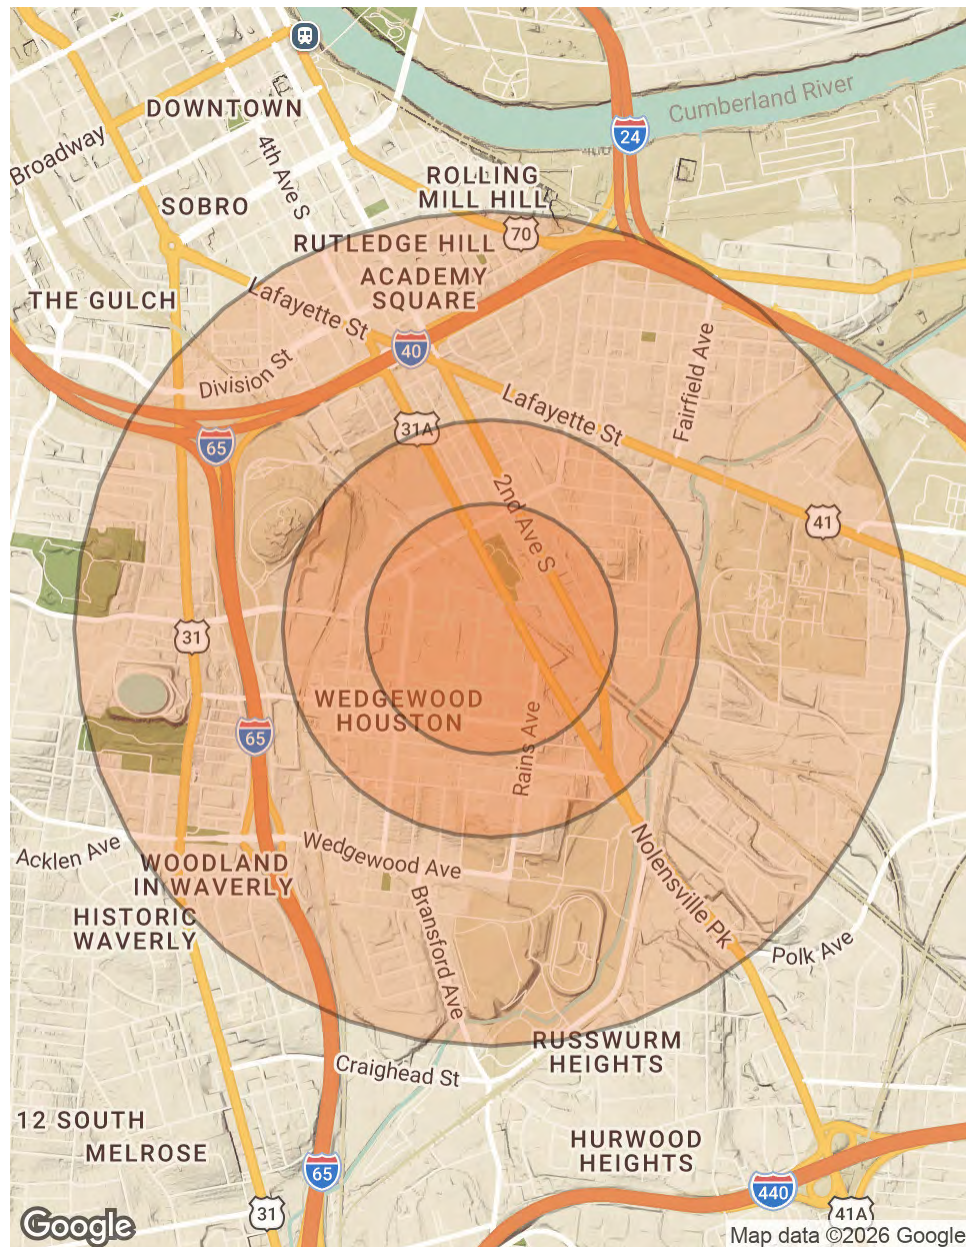 DOWNTOWN
Cumberland River
24
Broadway
4th Ave S
ROLLING
MILL HILL
SOBRO
70
RUTLEDGE HILL
ACADEMY
SQUARE
THE GULCH
Lafayette St
40
Division St
Fairfield Ave
Lafayette St
31A
65
2nd Ave S
41
31
WEDGEWOOD
HOUSTON
65
Rains Ave
Acklen Ave
Wedgewood Ave
Nolensville Pk
WOODLAND
IN WAVERLY
HISTORIC
WAVERLY
Bransford Ave
Polk Ave
RUSSWURM
HEIGHTS
Craighead St
12 SOUTH
MELROSE
HURWOOD
HEIGHTS
65
440
31
41A
Google
Map data ©2026 Google